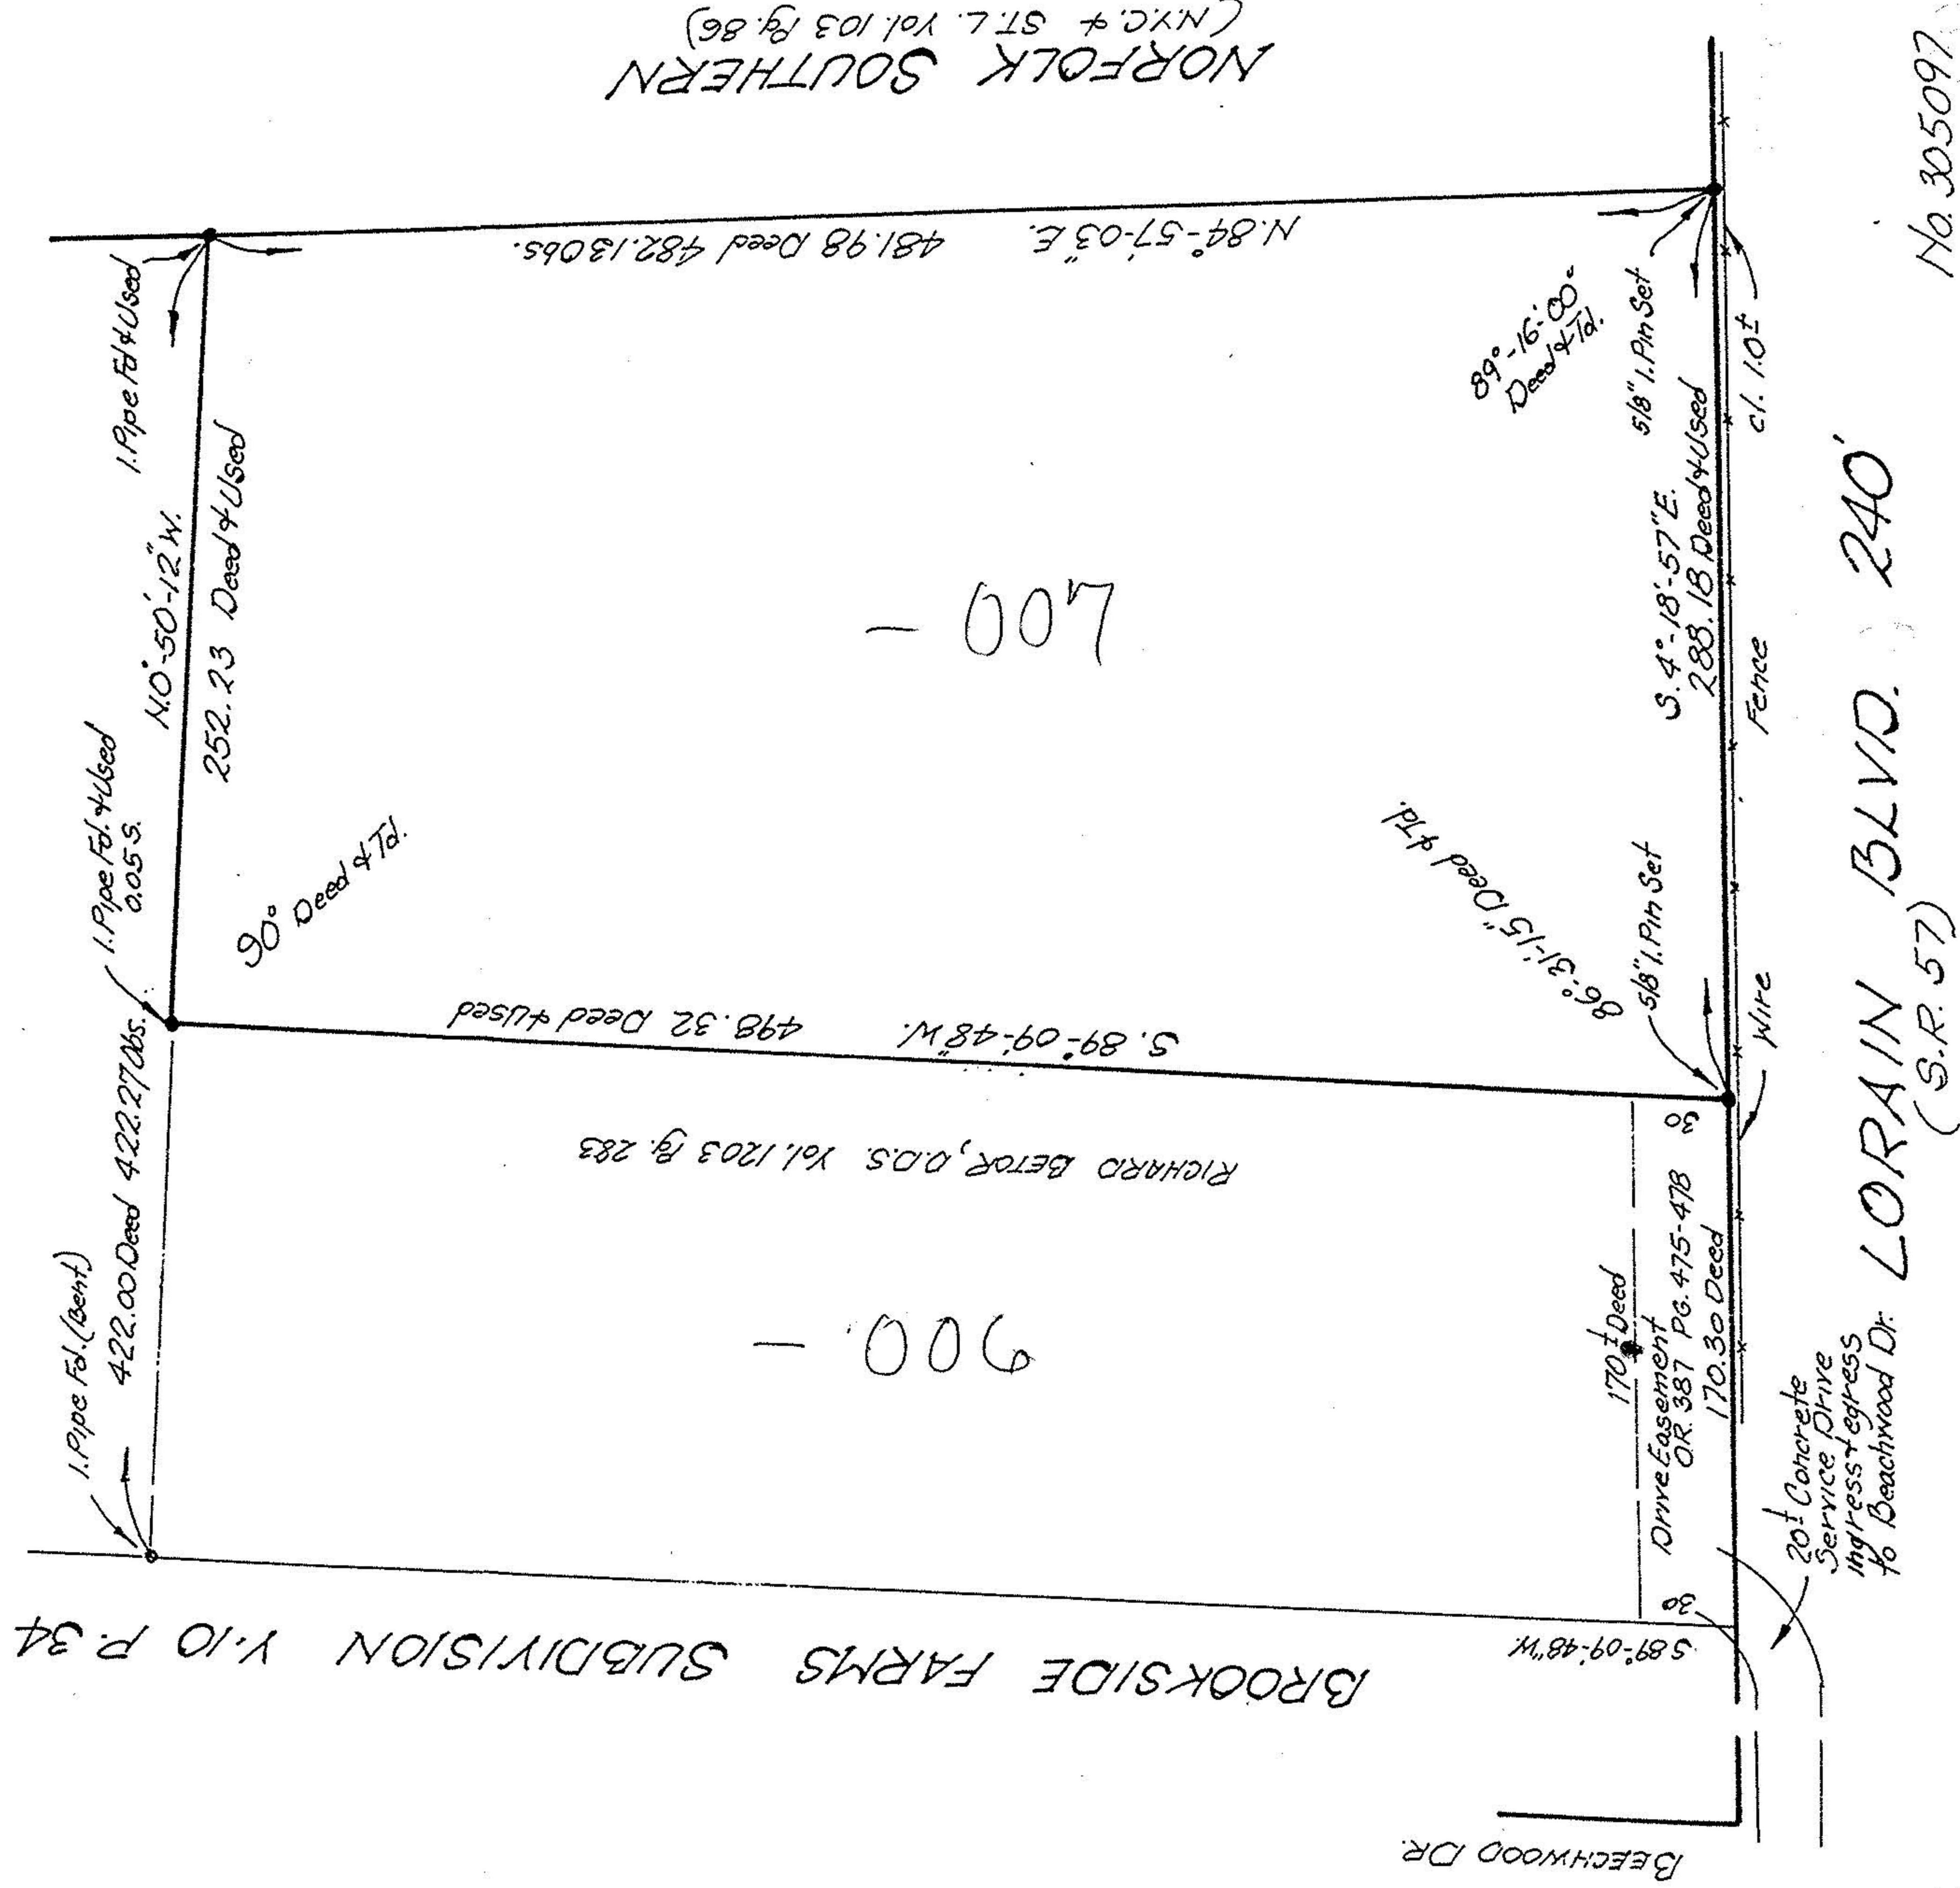 (N.Y.C. & ST. L. Vol. 103 Pg. 86)
NORFOLK SOUTHERN
No. 305097
I. Pipe Fd & Used
N. 84°-57'-03" E.
481.98 Deed 482.13 Obs.
N. 0°-50'-12" W.
252.23 Deed & Used
89°-16'-00"
Deed & Td.
5/8" I. Pin Set
S. 4°-18'-57" E.
288.18 Deed & Used
cl. 1.0±
Fence
- 007
I. Pipe Fd. & Used
0.05 S.
90° Deed & Td.
86°-31'-15" Deed & Td.
5/8" I. Pin Set
S. 89°-09'-48" W.
498.32 Deed & Used
Wire
LORAIN BLVD. 240'
(S.R. 57)
422.00 Deed 422.27 Obs.
I. Pipe Fd. (Bent)
RICHARD BETOR, D.D.S. Vol. 1203 Pg. 283
- 006
30
170± Deed
Drive Easement
O.R. 387 PG. 475-478
170.30 Deed
30
20± Concrete
Service Drive
ingress & egress
to Beachwood Dr.
S 89°-09'-48" W.
BROOKSIDE FARMS SUBDIVISION V. 10 P. 34
BEECHWOOD DR.